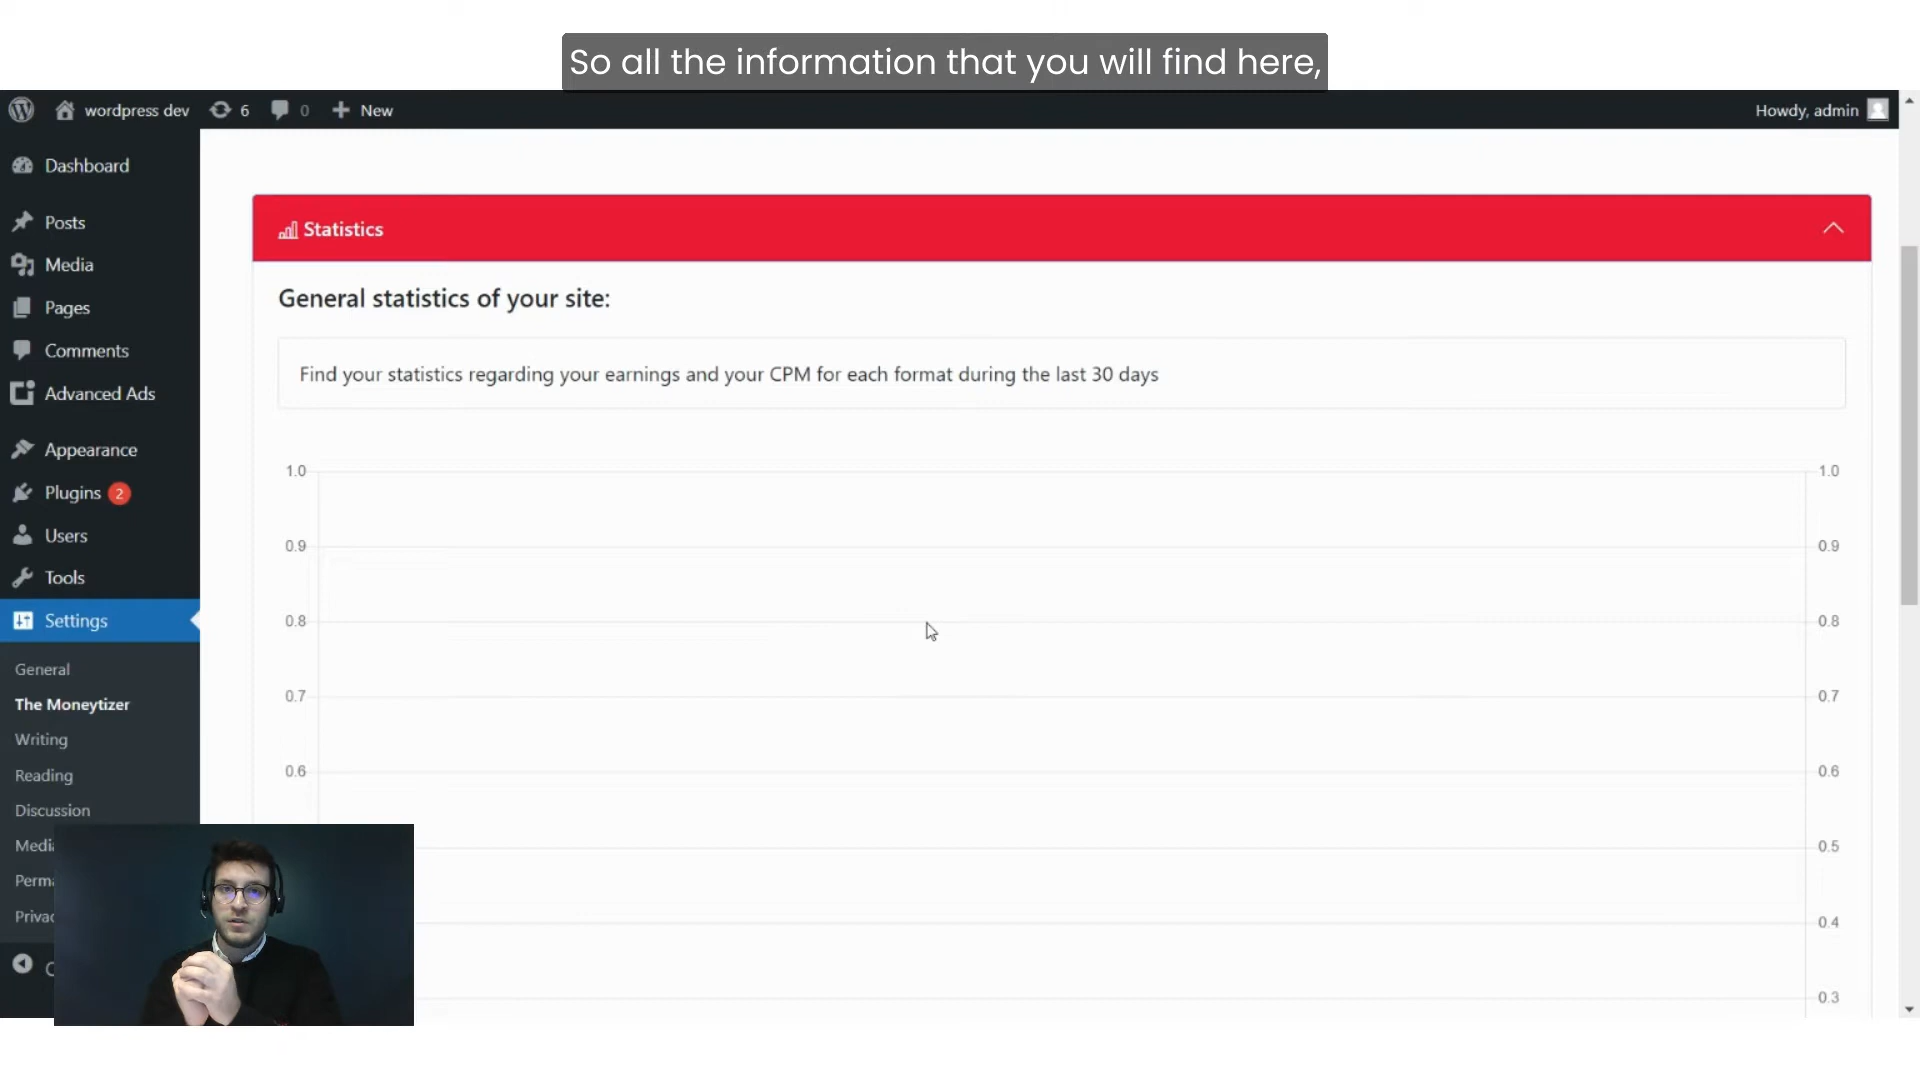 So all the information that you will find here,
wordpress dev 6 0 New Howdy, admin
Dashboard
Posts
Media
Pages
Comments
Advanced Ads
Appearance
Plugins 2
Users
Tools
Settings
General
The Moneytizer
Writing
Reading
Discussion
Statistics
General statistics of your site:
Find your statistics regarding your earnings and your CPM for each format during the last 30 days
1.0 1.0
0.9 0.9
0.8 0.8
0.7 0.7
0.6 0.6
0.5
0.4
0.3